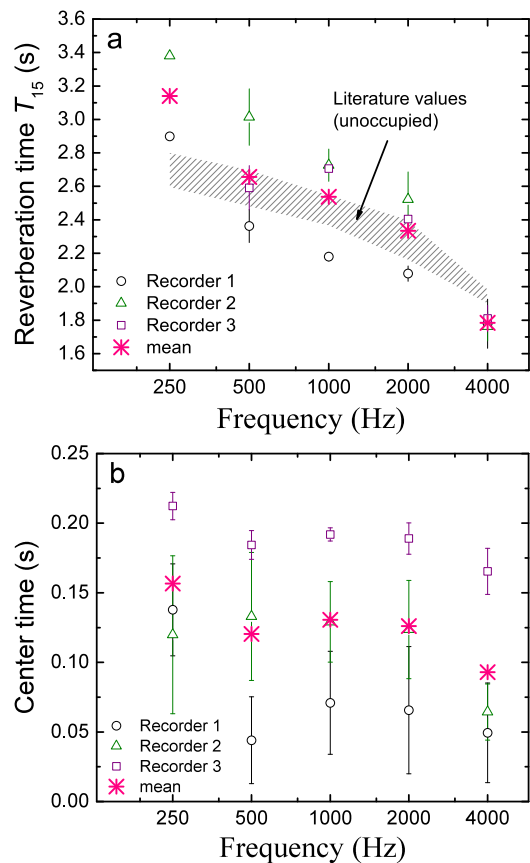 a
3.6
3.4
3.2
3.0
2.8
2.6
2.4
2.2
2.0
1.8
1.6
Reverberation time T15 (s)
Literature values
(unoccupied)
Recorder 1
Recorder 2
Recorder 3
mean
250 500 1000 2000 4000
Frequency (Hz)
b
0.25
0.20
0.15
0.10
0.05
0.00
Center time (s)
Recorder 1
Recorder 2
Recorder 3
mean
250 500 1000 2000 4000
Frequency (Hz)